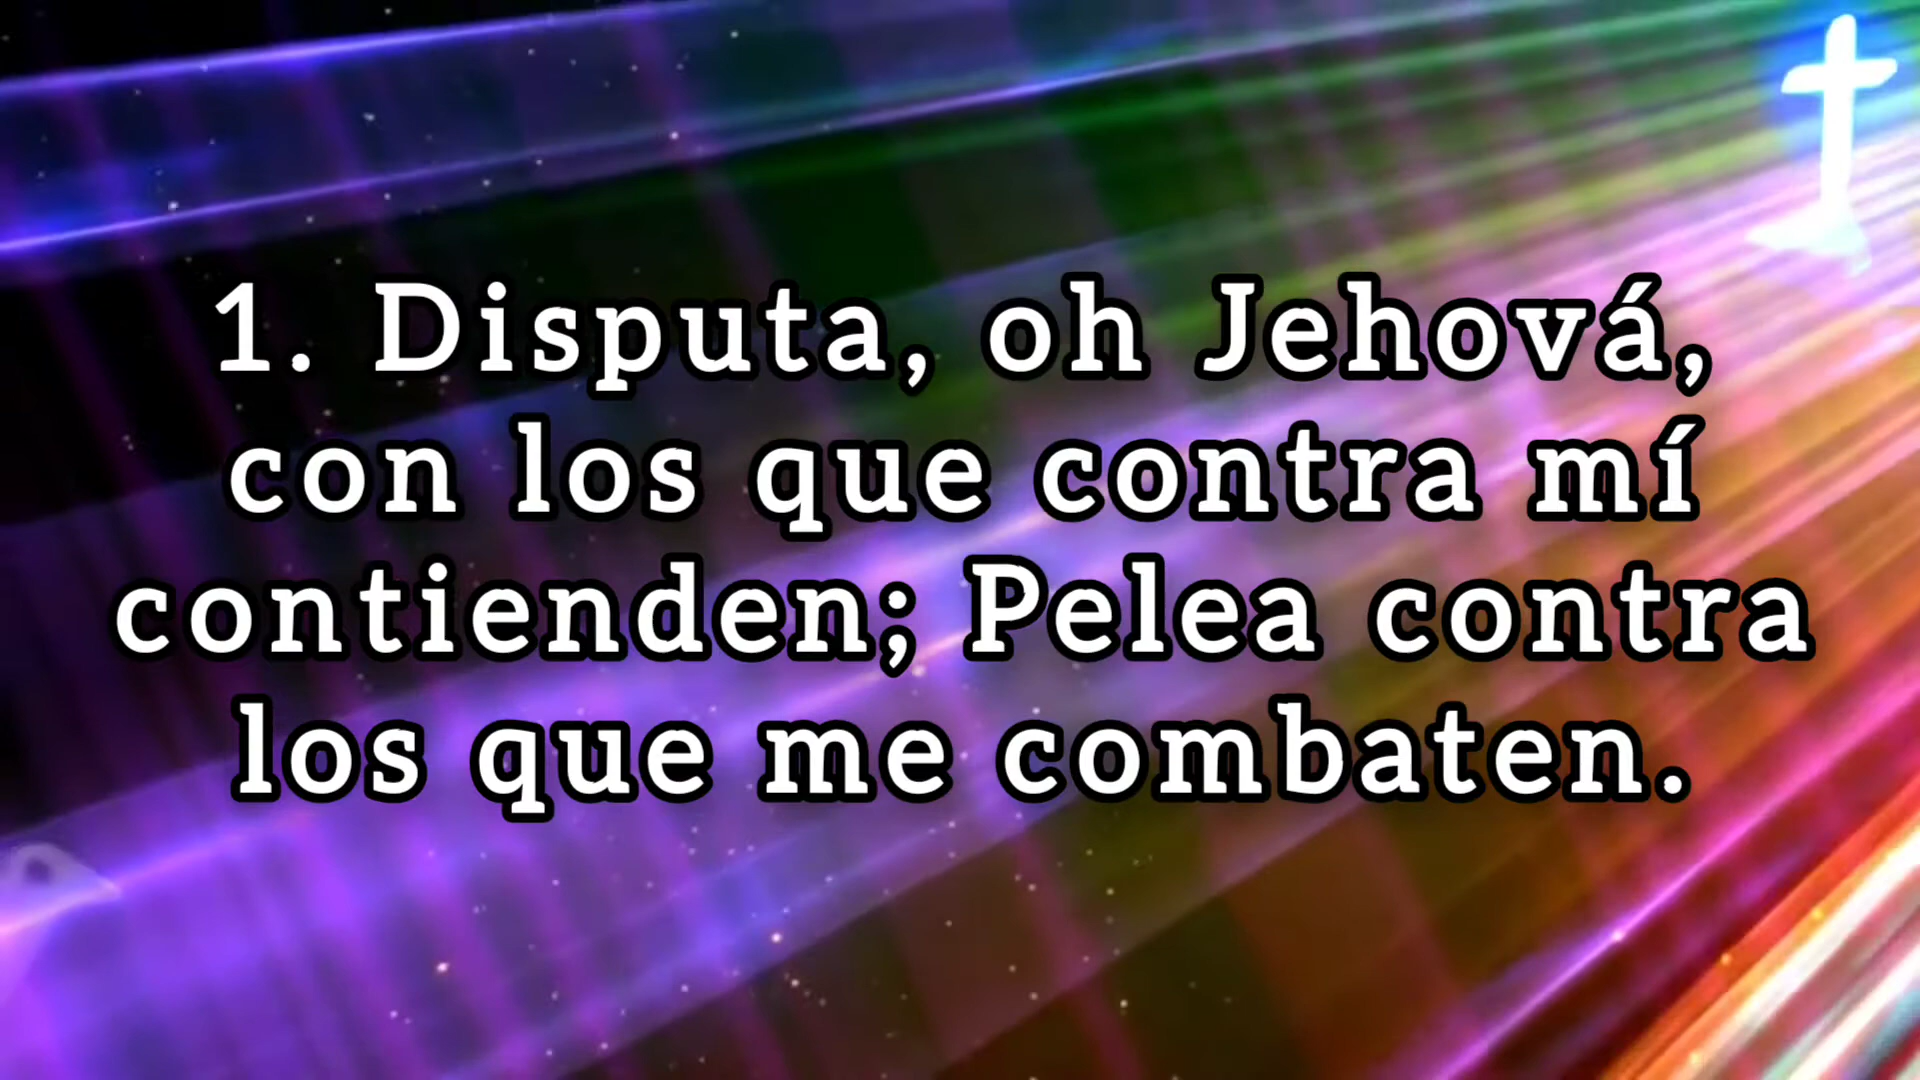 1. Disputa, oh Jehová,
con los que contra mí
contienden; Pelea contra
los que me combaten.